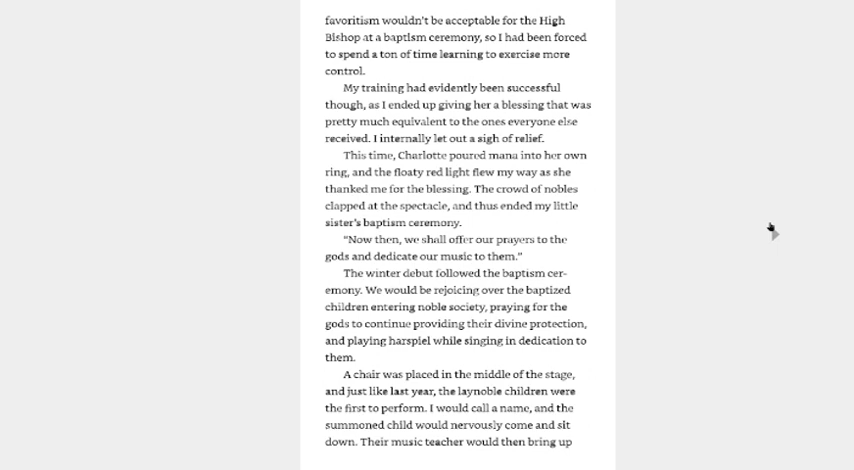 favoritism wouldn't be acceptable for the High
Bishop at a baptism ceremony, so I had been forced
to spend a ton of time learning to exercise more
control.
My training had evidently been successful
though, as I ended up giving her a blessing that was
pretty much equivalent to the ones everyone else
received. I internally let out a sigh of relief.
This time, Charlotte poured mana into her own
ring, and the floaty red light flew my way as she
thanked me for the blessing. The crowd of nobles
clapped at the spectacle, and thus ended my little
sister's baptism ceremony.
“Now then, we shall offer our prayers to the
gods and dedicate our music to them.”
The winter debut followed the baptism cer-
emony. We would be rejoicing over the baptized
children entering noble society, praying for the
gods to continue providing their divine protection,
and playing harspiel while singing in dedication to
them.
A chair was placed in the middle of the stage,
and just like last year, the laynoble children were
the first to perform. I would call a name, and the
summoned child would nervously come and sit
down. Their music teacher would then bring up